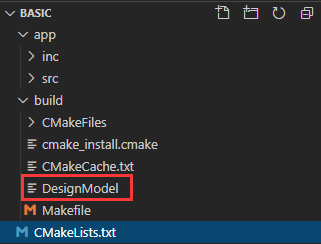 BASIC
app
inc
src
build
CMakeFiles
cmake_install.cmake
CMakeCache.txt
DesignModel
Makefile
CMakeLists.txt